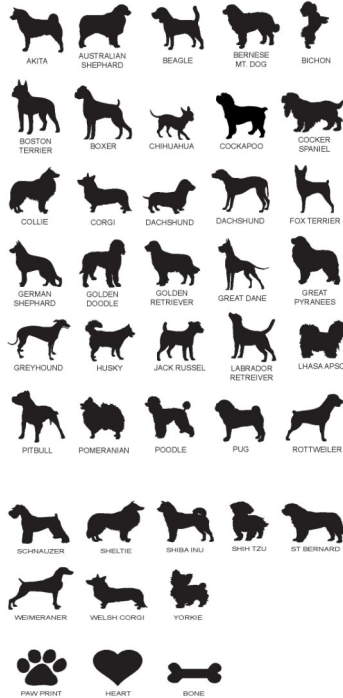 AKITA
AUSTRALIAN
SHEPHARD
BEAGLE
BERNESE
MT. DOG
BICHON
BOSTON
TERRIER
BOXER
CHIHUAHUA
COCKAPOO
COCKER
SPANIEL
COLLIE
CORGI
DACHSHUND
DACHSHUND
FOX TERRIER
GERMAN
SHEPHARD
GOLDEN
DOODLE
GOLDEN
RETRIEVER
GREAT DANE
GREAT
PYRANEES
GREYHOUND
HUSKY
JACK RUSSEL
LABRADOR
RETREIVER
LHASA APSO
PITBULL
POMERANIAN
POODLE
PUG
ROTTWEILER
SCHNAUZER
SHELTIE
SHIBA INU
SHIH TZU
ST BERNARD
WEIMERANER
WELSH CORGI
YORKIE
PAW PRINT
HEART
BONE